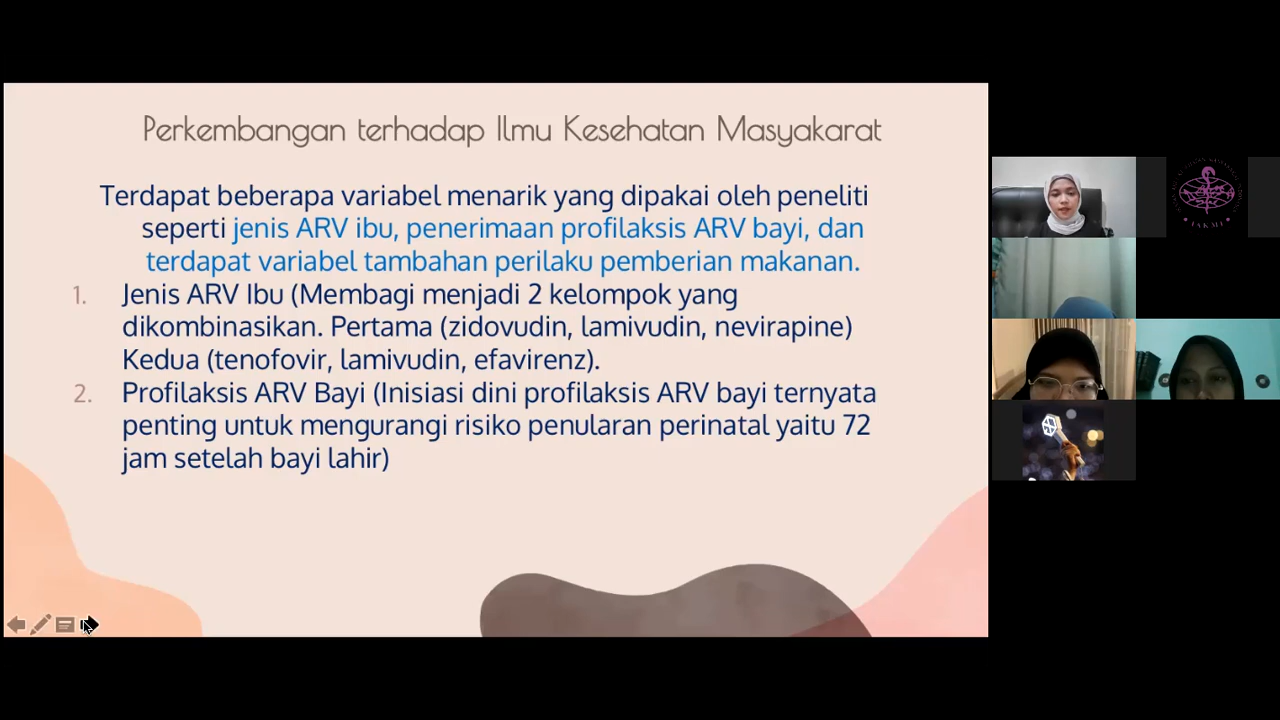 Perkembangan terhadap Ilmu Kesehatan Masyakarat
Terdapat beberapa variabel menarik yang dipakai oleh peneliti
seperti jenis ARV ibu, penerimaan profilaksis ARV bayi, dan
terdapat variabel tambahan perilaku pemberian makanan.
1. Jenis ARV Ibu (Membagi menjadi 2 kelompok yang
dikombinasikan. Pertama (zidovudin, lamivudin, nevirapine)
Kedua (tenofovir, lamivudin, efavirenz).
2. Profilaksis ARV Bayi (Inisiasi dini profilaksis ARV bayi ternyata
penting untuk mengurangi risiko penularan perinatal yaitu 72
jam setelah bayi lahir)